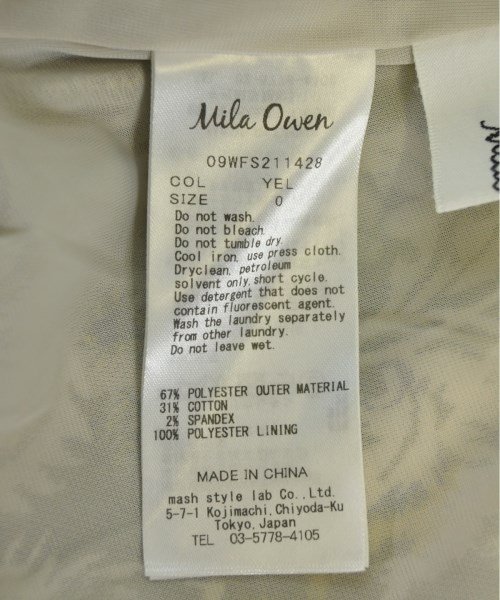 Mila Owen
09WFS211428
COL YEL
SIZE 0
Do not wash.
Do not bleach.
Do not tumble dry.
Cool iron, use press cloth.
Dryclean, petroleum
solvent only, short cycle.
Use detergent that does not
contain fluorescent agent.
Wash the laundry separately
from other laundry.
Do not leave wet.
67% POLYESTER OUTER MATERIAL
31% COTTON
2% SPANDEX
100% POLYESTER LINING
MADE IN CHINA
mash style lab Co.,Ltd.
5-7-1 Kojimachi,Chiyoda-Ku
Tokyo,Japan
TEL 03-5778-4105